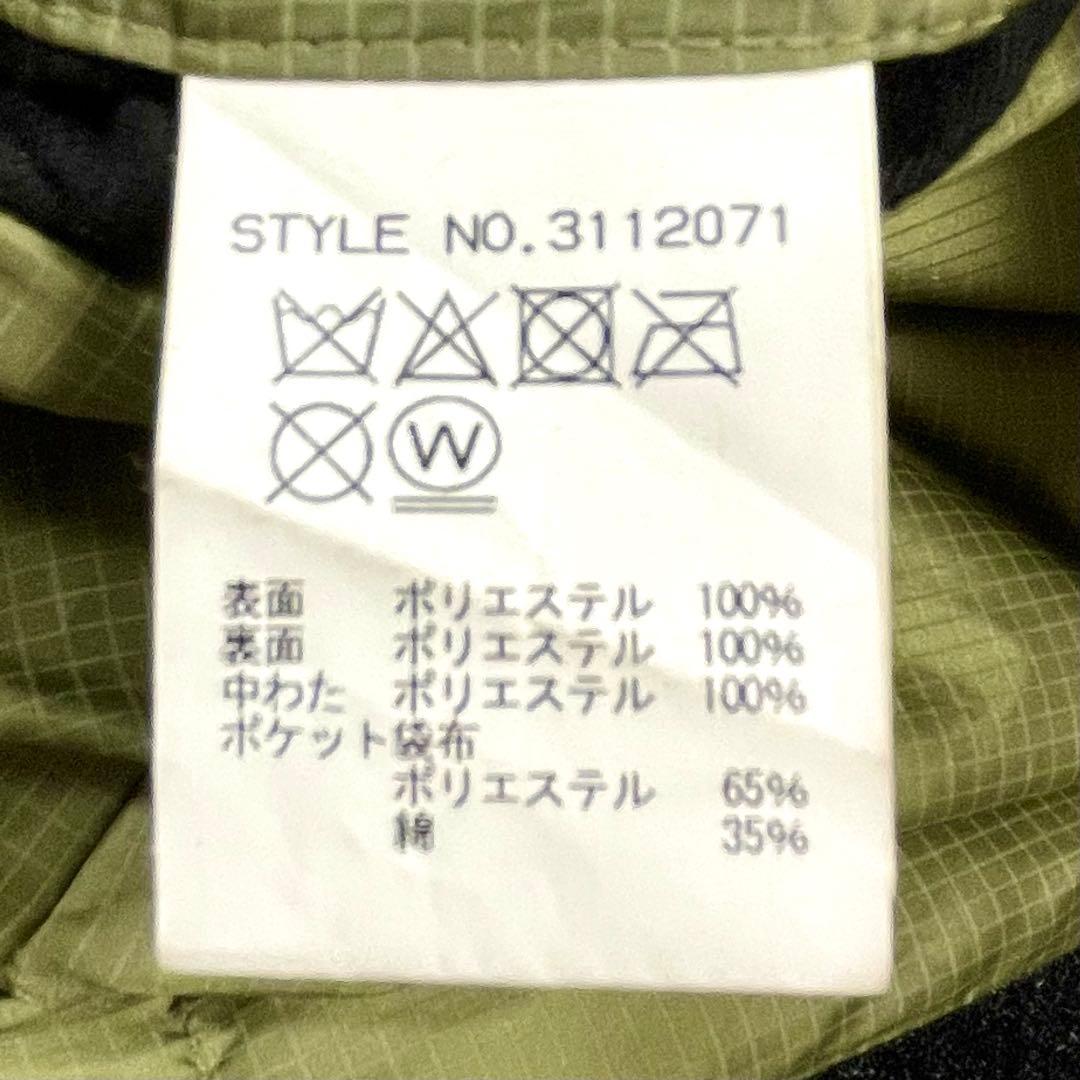 STYLE NO.3112071
W
表面 ポリエステル 100%
裏面 ポリエステル 100%
中わた ポリエステル 100%
ポケット袋布
ポリエステル 65%
綿 35%